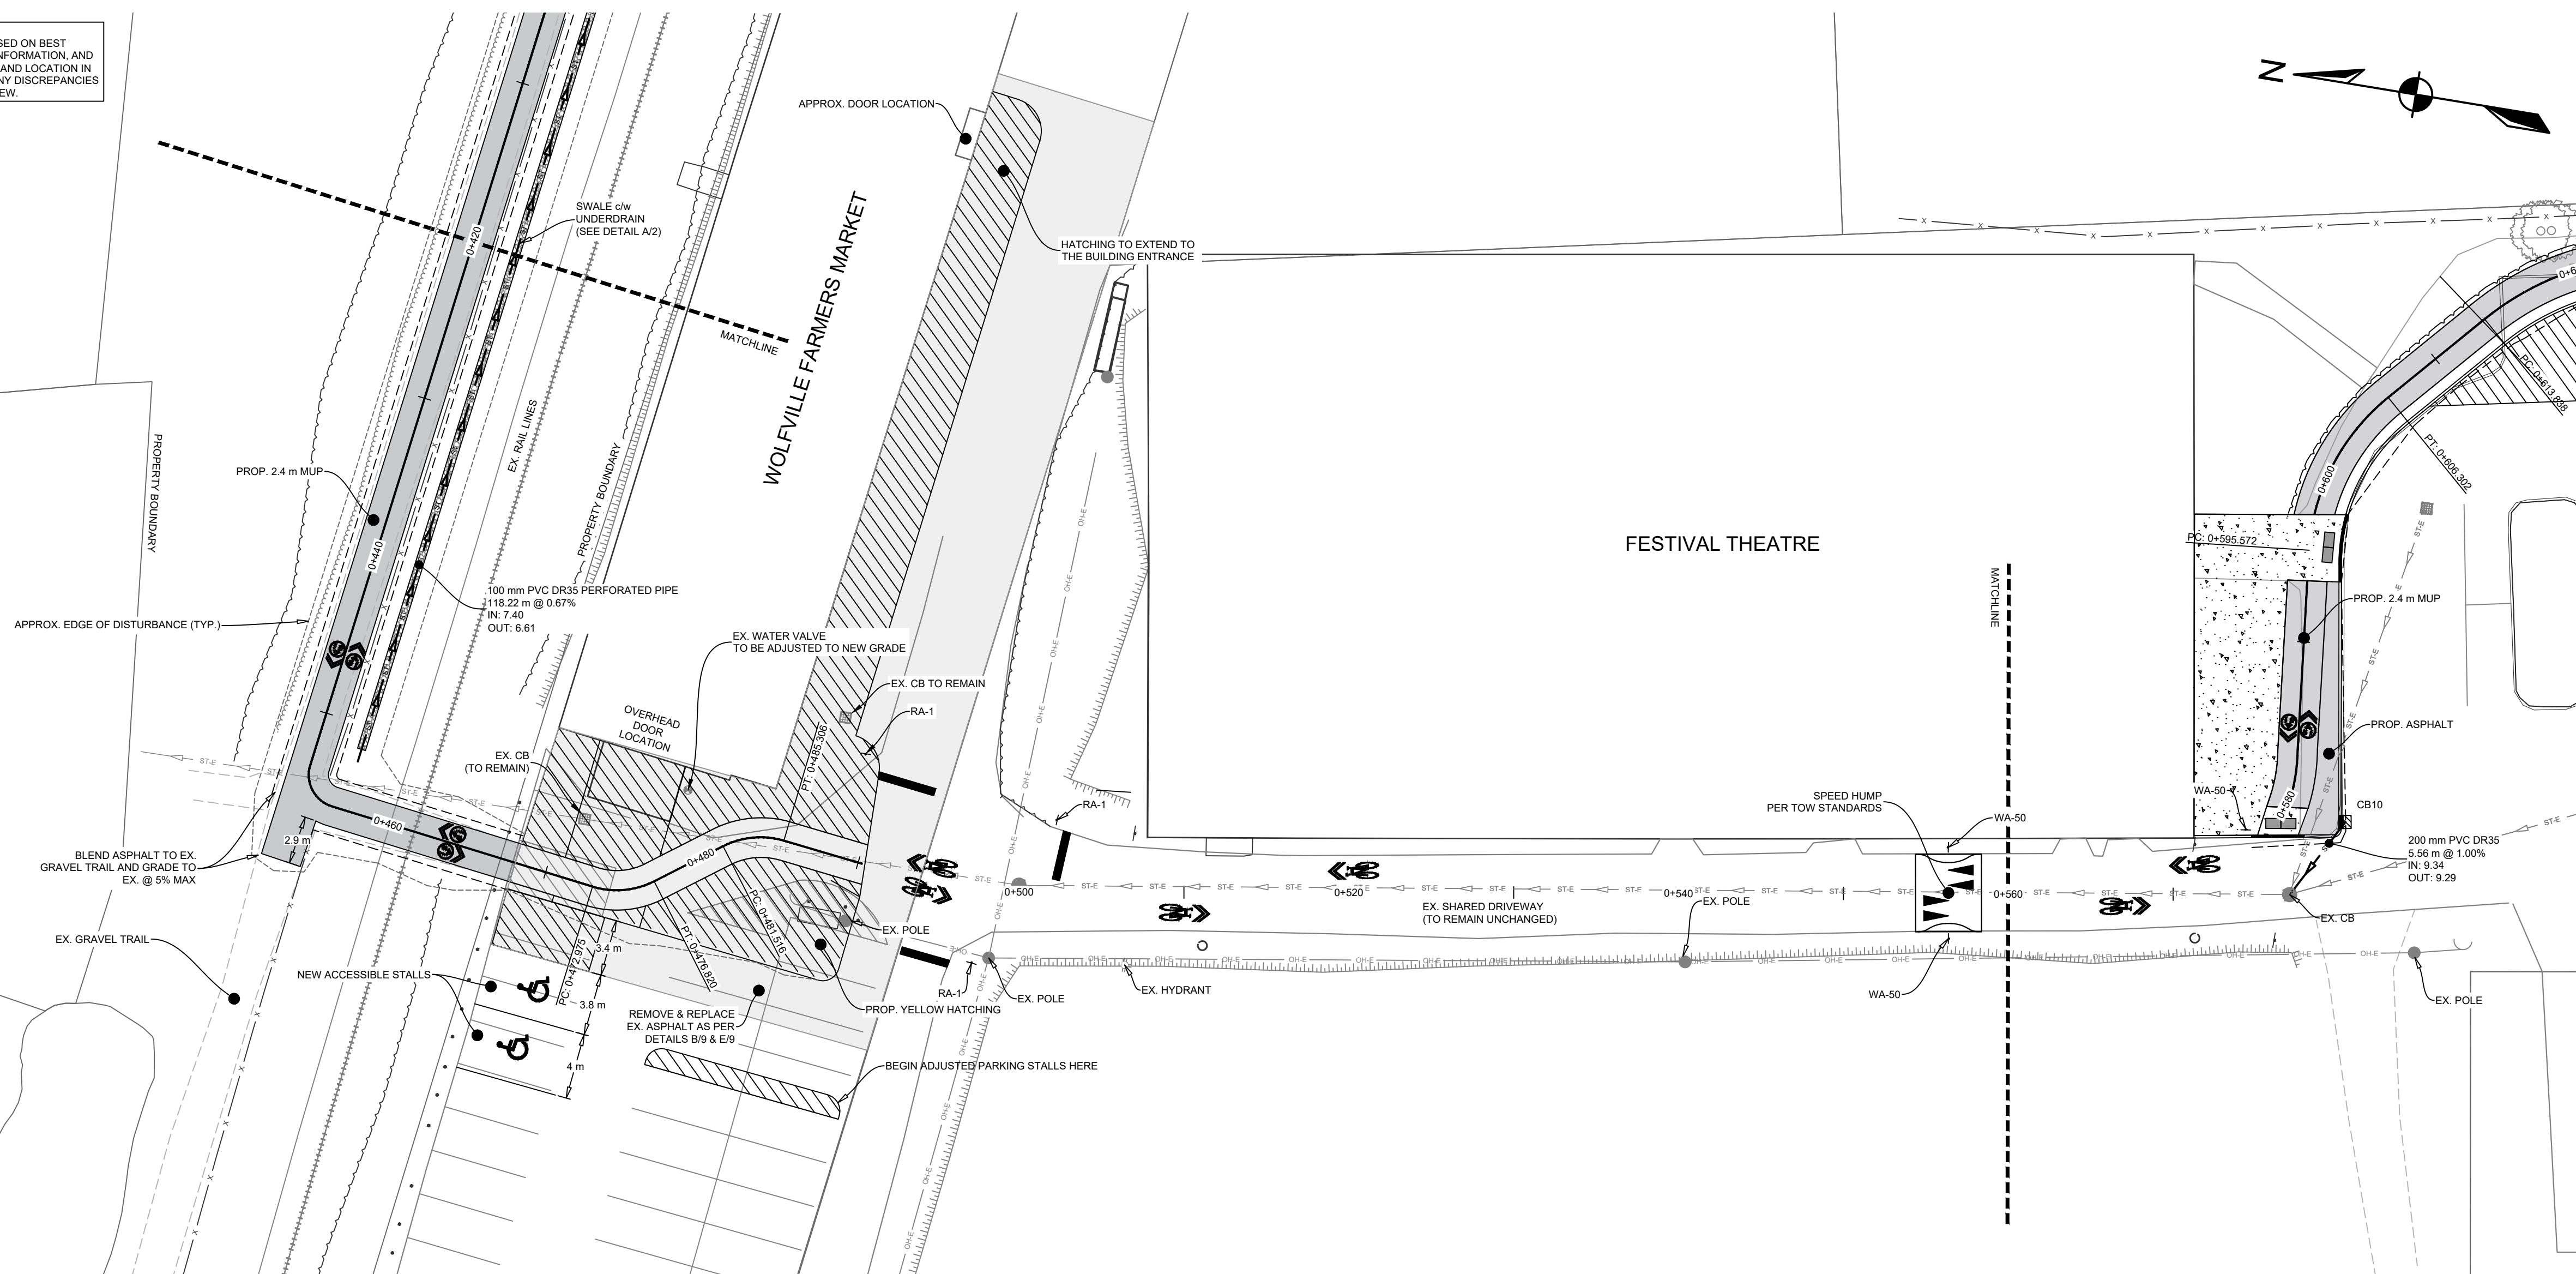 SED ON BEST
NFORMATION, AND
AND LOCATION IN
NY DISCREPANCIES
EW.
N
APPROX. DOOR LOCATION
HATCHING TO EXTEND TO
THE BUILDING ENTRANCE
SWALE c/w
UNDERDRAIN
(SEE DETAIL A/2)
0+420
MATCHLINE
WOLFVILLE FARMERS MARKET
EX. RAIL LINES
PROPERTY BOUNDARY
PROPERTY BOUNDARY
PROP. 2.4 m MUP
0+440
100 mm PVC DR35 PERFORATED PIPE
118.22 m @ 0.67%
IN: 7.40
OUT: 6.61
APPROX. EDGE OF DISTURBANCE (TYP.)
EX. WATER VALVE
TO BE ADJUSTED TO NEW GRADE
EX. CB TO REMAIN
RA-1
OVERHEAD
DOOR
LOCATION
EX. CB
(TO REMAIN)
PT: 0+485.306
RA-1
0+460
2.9 m
0+480
BLEND ASPHALT TO EX.
GRAVEL TRAIL AND GRADE TO
EX. @ 5% MAX
EX. GRAVEL TRAIL
NEW ACCESSIBLE STALLS
PC: 0+472.975
3.4 m
3.8 m
4 m
PT: 0+476.820
PC: 0+481.516
EX. POLE
RA-1
EX. POLE
PROP. YELLOW HATCHING
REMOVE & REPLACE
EX. ASPHALT AS PER
DETAILS B/9 & E/9
BEGIN ADJUSTED PARKING STALLS HERE
EX. HYDRANT
0+500
0+520
0+540
0+560
EX. SHARED DRIVEWAY
(TO REMAIN UNCHANGED)
EX. POLE
SPEED HUMP
PER TOW STANDARDS
WA-50
WA-50
FESTIVAL THEATRE
MATCHLINE
PC: 0+595.572
0+600
PT: 0+606.302
PC: 0+613.838
0+6
PROP. 2.4 m MUP
PROP. ASPHALT
WA-50
0+580
CB10
200 mm PVC DR35
5.56 m @ 1.00%
IN: 9.34
OUT: 9.29
EX. CB
EX. POLE
ST-E
OH-E
X